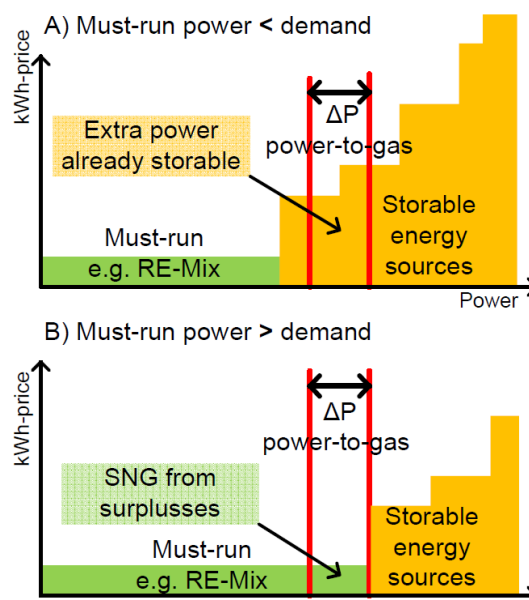 A) Must-run power < demand
kWh-price
ΔP
power-to-gas
Extra power
already storable
Storable
energy
sources
Must-run
e.g. RE-Mix
Power
B) Must-run power > demand
kWh-price
ΔP
power-to-gas
SNG from
surplusses
Storable
energy
sources
Must-run
e.g. RE-Mix